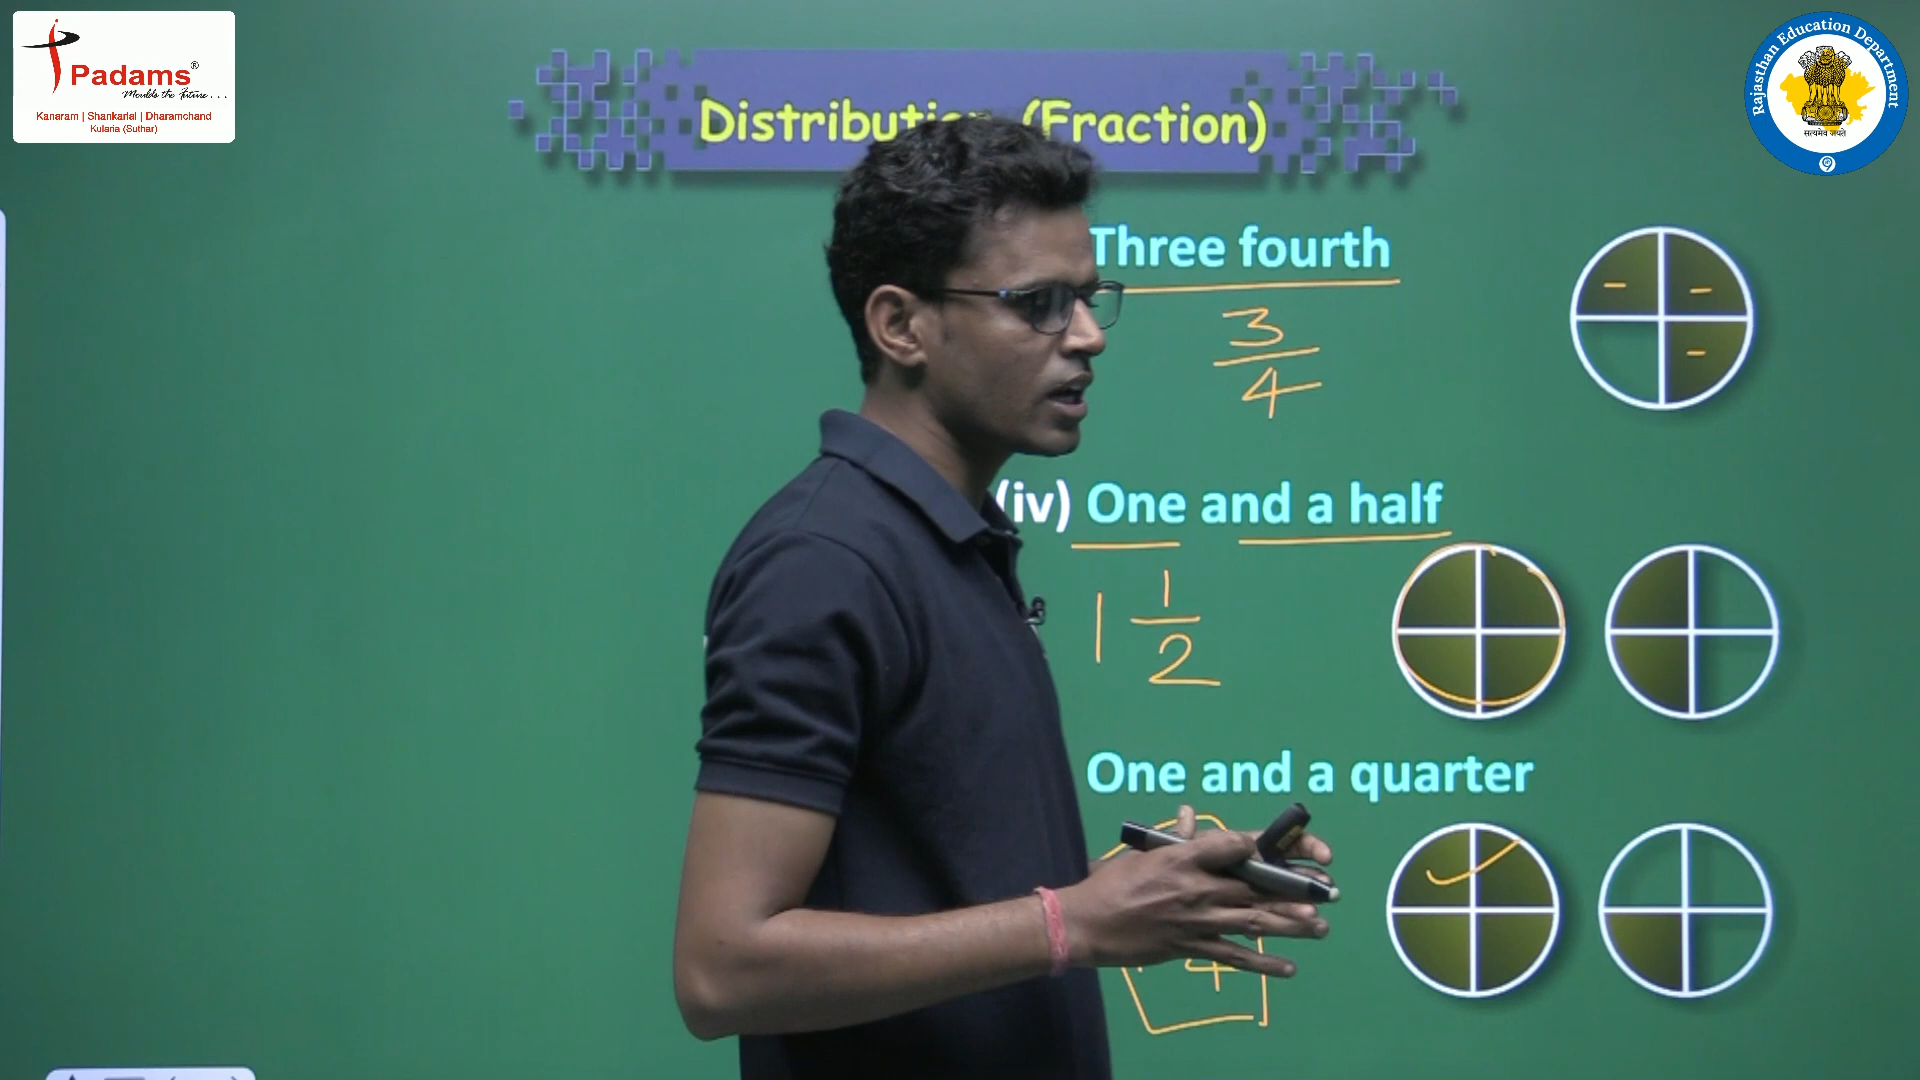 Padams®
Moulds the Future...
Kanaram | Shankarlal | Dharamchand
Kularia (Suthar)
Rajasthan Education Department
सत्यमेव जयते
(Fraction)
Three fourth
3
4
(iv) One and a half
1 1
2
One and a quarter
4